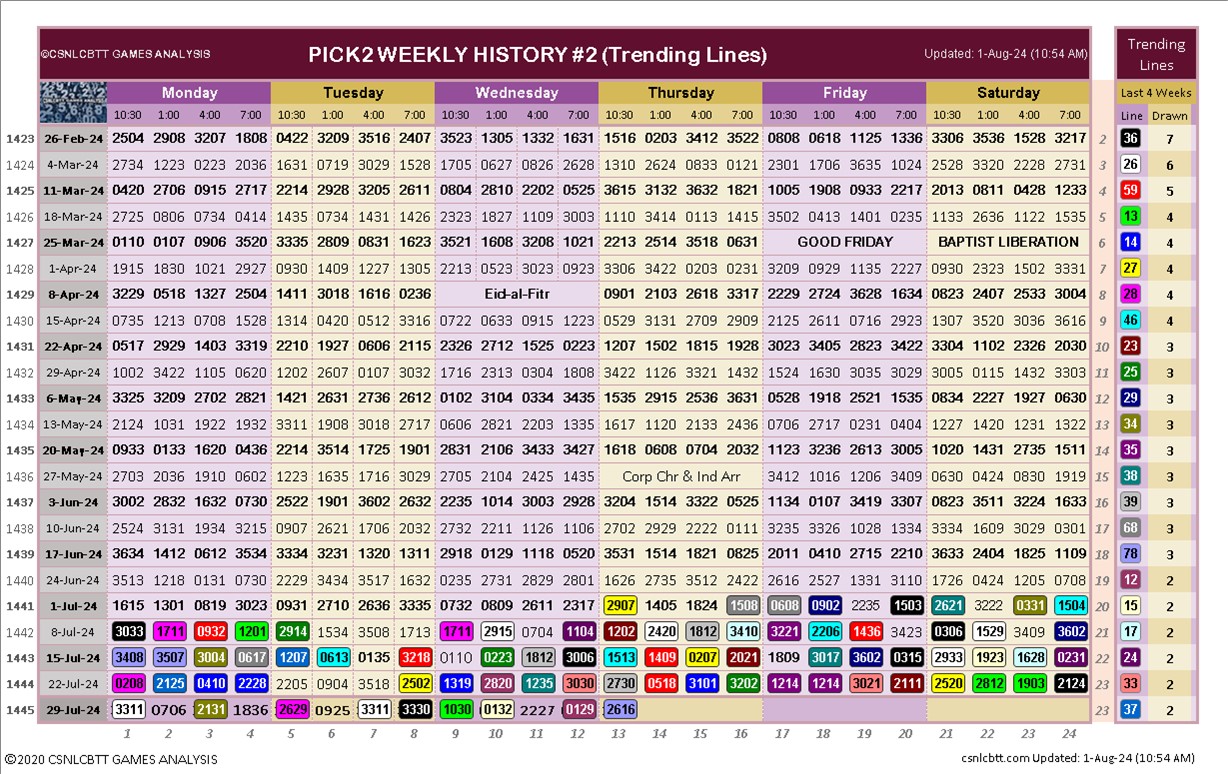 ©CSNLCBTT GAMES ANALYSIS PICK2 WEEKLY HISTORY #2 (Trending Lines) Updated: 1-Aug-24 (10:54 AM) Trending Lines
Monday Tuesday Wednesday Thursday Friday Saturday Last 4 Weeks
10:30 1:00 4:00 7:00 10:30 1:00 4:00 7:00 10:30 1:00 4:00 7:00 10:30 1:00 4:00 7:00 10:30 1:00 4:00 7:00 10:30 1:00 4:00 7:00 Line Drawn
1423 26-Feb-24 2504 2908 3207 1808 0422 3209 3516 2407 3523 1305 1332 1631 1516 0203 3412 3522 0808 0618 1125 1336 3306 3536 1528 3217 2 36 7
1424 4-Mar-24 2734 1223 0223 2036 1631 0719 3029 1528 1705 0627 0826 2628 1310 2624 0833 0121 2301 1706 3535 1024 2528 3320 2228 2731 3 26 6
1425 11-Mar-24 0420 2706 0915 2717 2214 2928 3205 2611 0804 2810 2202 0525 3615 3132 3632 1821 1005 1908 0933 2217 2013 0811 0428 1233 4 59 5
1426 18-Mar-24 2725 0806 0734 0414 1435 0734 1431 1426 2323 1827 1109 3003 1110 3414 0113 1415 3502 0413 1401 0235 1133 2636 1122 1535 5 13 4
1427 25-Mar-24 0110 0107 0906 3520 3335 2809 0831 1623 3521 1608 3208 1021 2213 2514 3518 0631 GOOD FRIDAY BAPTIST LIBERATION 6 14 4
1428 1-Apr-24 1915 1830 1021 2927 0930 1409 1227 1305 2213 0523 3023 0923 3306 3422 0203 0231 3209 0929 1135 2227 0930 2323 1502 3331 7 27 4
1429 8-Apr-24 3229 0518 1327 2504 1411 3018 1616 0236 Eid-al-Fitr 0901 2103 2618 3317 2229 2724 3628 1634 0823 2407 2533 3004 8 28 4
1430 15-Apr-24 0735 1213 0708 1528 1314 0420 0512 3316 0722 0633 0915 1223 0529 3131 2709 2909 2125 2611 0716 2923 1307 3520 3036 3616 9 46 4
1431 22-Apr-24 0517 2929 1403 3319 2210 1927 0606 2115 2326 2712 1525 0223 1207 1502 1815 1928 3023 3405 2823 3422 3304 1102 2326 2030 10 23 3
1432 29-Apr-24 1002 3422 1105 0620 1202 2607 0107 3032 1716 2313 0304 1808 3422 1126 3321 1432 1524 1630 3035 3029 3005 0115 1432 3303 11 25 3
1433 6-May-24 3325 3209 2702 2821 1421 2631 2736 2612 0102 3104 0334 3435 1535 2915 2536 3631 0528 1918 2521 1535 0834 2227 1927 0630 12 29 3
1434 13-May-24 2124 1031 1922 1932 3311 1908 3018 2717 0606 2821 2203 1335 1617 1120 2133 2436 0706 2717 0231 0404 1227 1420 1231 1322 13 34 3
1435 20-May-24 0933 0133 1620 0436 2214 3514 1725 1901 2831 2106 3433 3427 1618 0608 0704 2032 1123 3236 2613 3005 1020 1431 2735 1511 14 35 3
1436 27-May-24 2703 2036 1910 0602 1223 1635 1716 3023 2705 2104 2425 1435 Corp Chr & Ind Arr 3412 1016 1206 3409 0630 0424 0830 1919 15 38 3
1437 3-Jun-24 3002 2832 1632 0730 2522 1901 3602 2632 2235 1014 3003 2928 3204 1514 3322 0525 1134 0107 3419 3307 0823 3511 3224 1633 16 39 3
1438 10-Jun-24 2524 3131 1934 3215 0907 2621 1706 2032 2732 2211 1126 1106 2702 2929 2222 0111 3235 3326 1028 1334 3334 1609 3029 0301 17 68 3
1439 17-Jun-24 3634 1412 0612 3534 3334 3231 1320 1311 2918 0129 1118 0520 3531 1514 1821 0825 2011 0410 2715 2210 3633 2404 1825 1109 18 78 3
1440 24-Jun-24 3513 1218 0131 0730 2229 3434 3517 1632 0235 2731 2829 2801 1626 2735 3512 2422 2616 2527 1331 3110 1726 0424 1205 0708 19 12 2
1441 1-Jul-24 1615 1301 0819 3023 0931 2710 2636 3335 0732 0809 2611 2317 2907 1405 1824 1508 0608 0902 2235 1503 2621 3222 0331 1504 20 15 2
1442 8-Jul-24 3033 1711 0932 1201 2914 1534 3508 1713 1711 2915 0704 1104 1202 2420 1812 3410 3221 2206 1436 3423 0306 1529 3409 3602 21 17 2
1443 15-Jul-24 3408 3507 3004 0617 1207 0613 0135 3218 0110 0223 1812 3006 1513 1409 0207 2021 1809 3017 3602 0315 2933 1923 1628 0231 22 24 2
1444 22-Jul-24 0208 2125 0410 2228 2205 0904 3518 2502 1319 2820 1235 3030 2730 0518 3101 3202 1214 1214 3021 2111 2520 2812 1903 2124 23 33 2
1445 29-Jul-24 3311 0706 2131 1836 2629 0925 3311 3330 1030 0132 2227 0129 2616 23 37 2
1 2 3 4 5 6 7 8 9 10 11 12 13 14 15 16 17 18 19 20 21 22 23 24
©2020 CSNLCBTT GAMES ANALYSIS csnlcbtt.com Updated: 1-Aug-24 (10:54 AM)